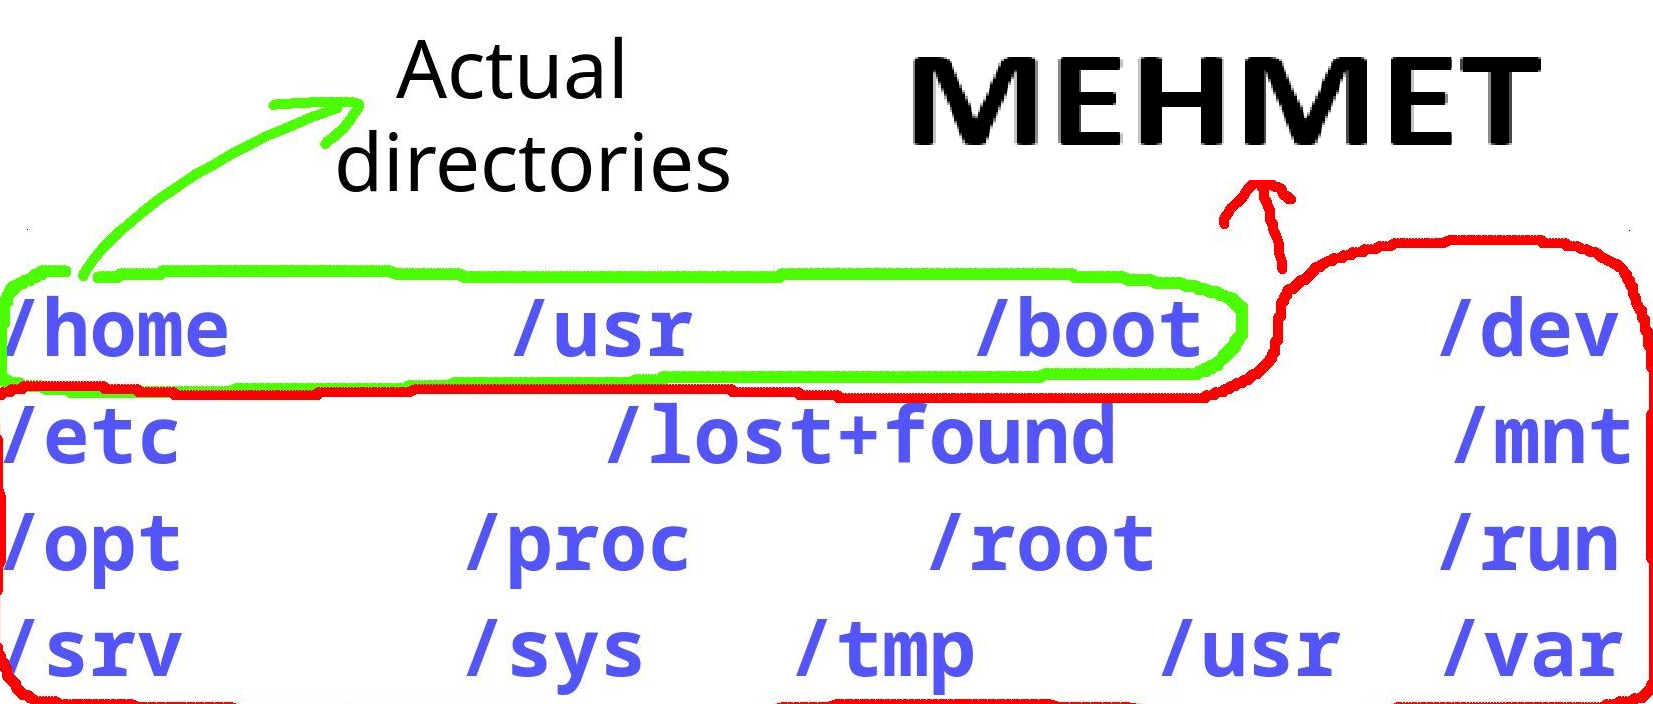 Actual
directories
MEHMET
/home /usr /boot /dev
/etc /lost+found /mnt
/opt /proc /root /run
/srv /sys /tmp /usr /var